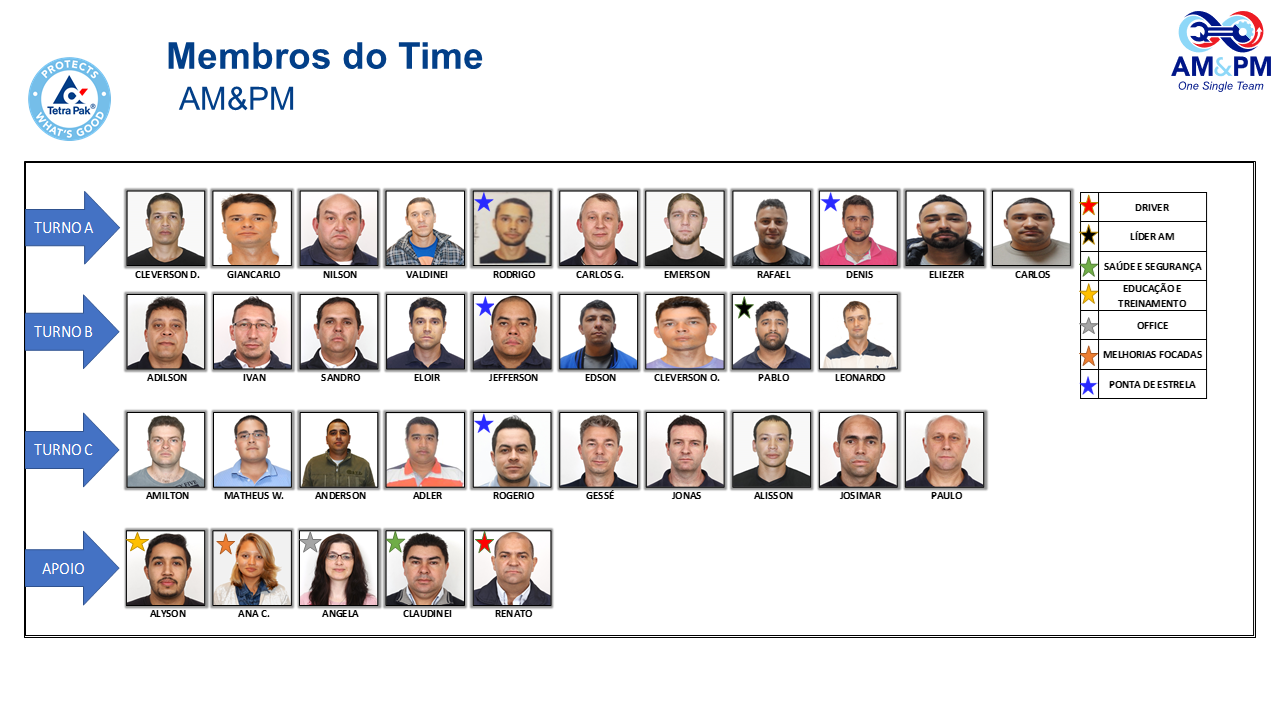 Membros do Time
AM&PM
PROTECTS
Tetra Pak®
WHAT'S GOOD
AM&PM
One Single Team
TURNO A
CLEVERSON D.
GIANCARLO
NILSON
VALDINEI
RODRIGO
CARLOS G.
EMERSON
RAFAEL
DENIS
ELIEZER
CARLOS
DRIVER
LÍDER AM
SAÚDE E SEGURANÇA
EDUCAÇÃO E
TREINAMENTO
OFFICE
MELHORIAS FOCADAS
PONTA DE ESTRELA
TURNO B
ADILSON
IVAN
SANDRO
ELOIR
JEFFERSON
EDSON
CLEVERSON O.
PABLO
LEONARDO
TURNO C
AMILTON
MATHEUS W.
ANDERSON
ADLER
ROGERIO
GESSÉ
JONAS
ALISSON
JOSIMAR
PAULO
APOIO
ALYSON
ANA C.
ANGELA
CLAUDINEI
RENATO